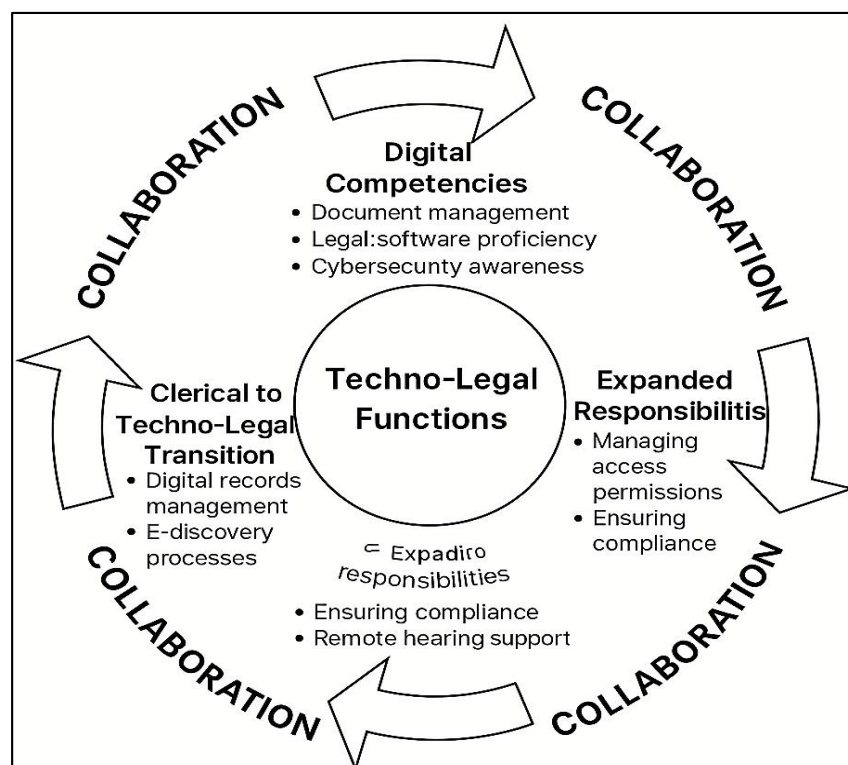 COLLABORATION
COLLABORATION
Digital
Competencies
• Document management
• Legal:software proficiency
• Cybersecunty awareness
Techno-Legal
Functions
Clerical to
Techno-Legal
Transition
• Digital records
management
• E-discovery
processes
Expanded
Responsibilitis
• Managing
access
permissions
• Ensuring
compliance
Expadiro
responsibilities
• Ensuring compliance
• Remote hearing support
COLLABORATION
COLLABORATION